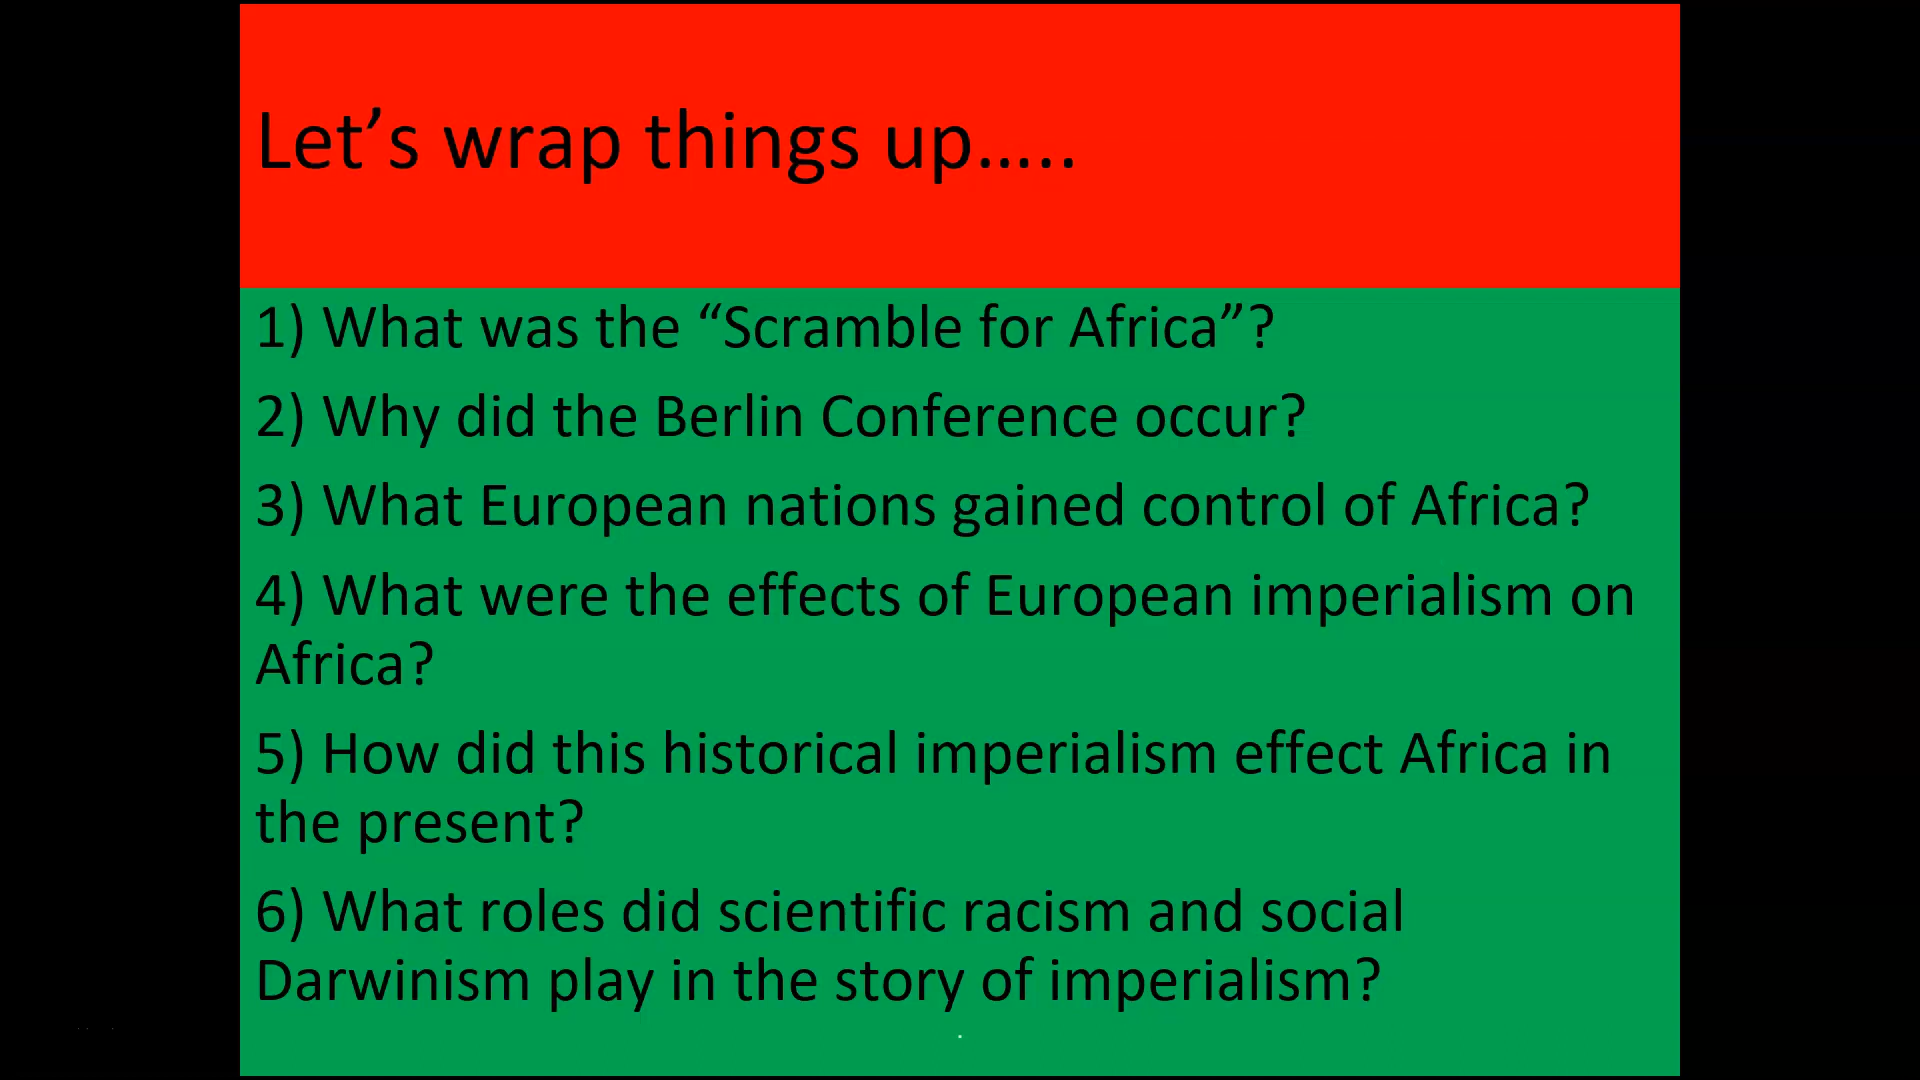 Let’s wrap things up…..
1) What was the “Scramble for Africa”?
2) Why did the Berlin Conference occur?
3) What European nations gained control of Africa?
4) What were the effects of European imperialism on
Africa?
5) How did this historical imperialism effect Africa in
the present?
6) What roles did scientific racism and social
Darwinism play in the story of imperialism?